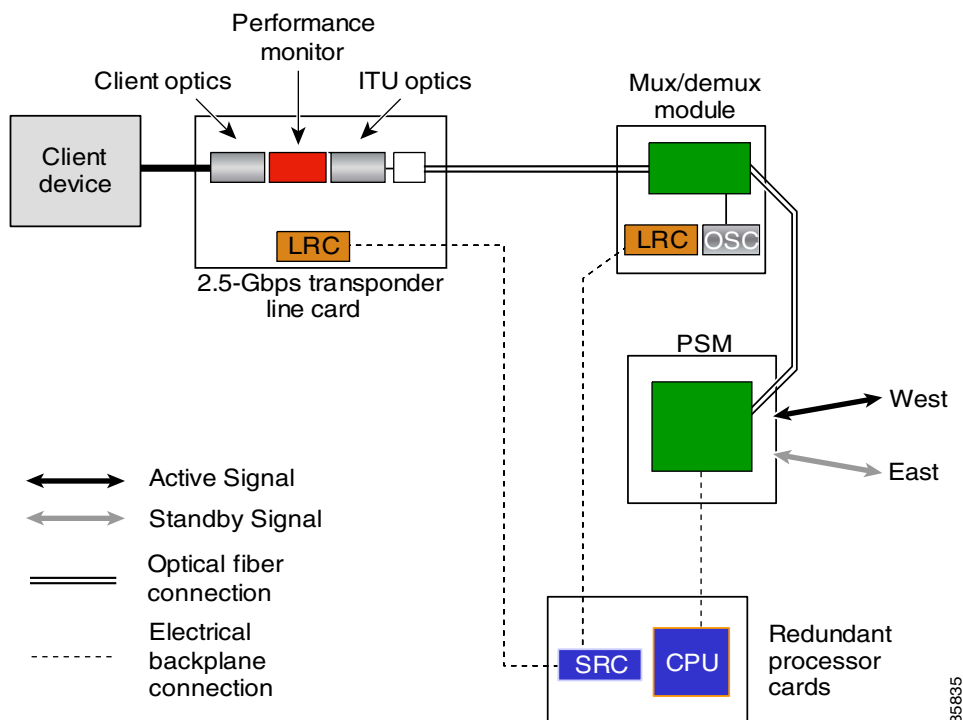 Performance
monitor
Client optics
ITU optics
Mux/demux
module
Client
device
LRC
LRC
OSC
2.5-Gbps transponder
line card
PSM
West
East
Active Signal
Standby Signal
Optical fiber
connection
Electrical
backplane
connection
SRC
CPU
Redundant
processor
cards
85835